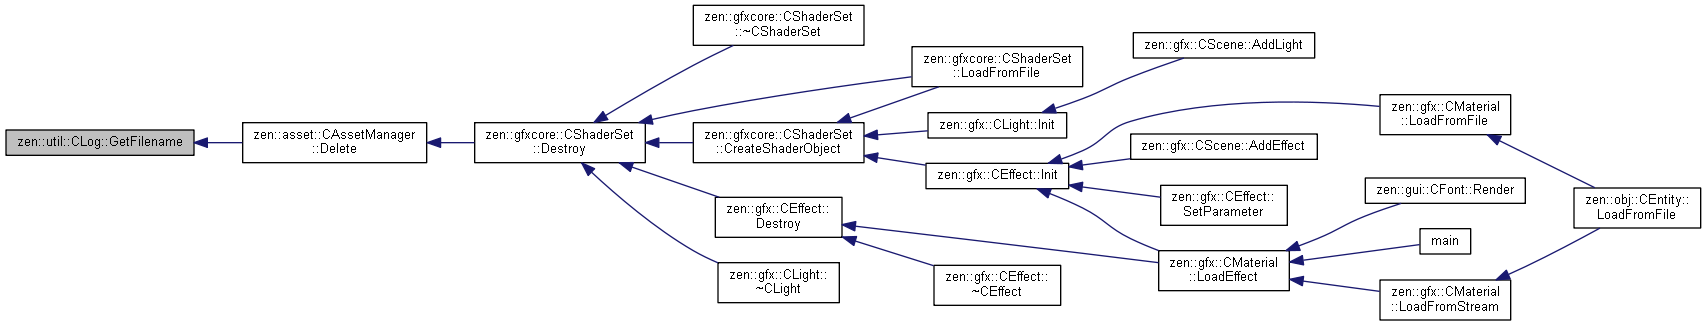 zen::util::CLog::GetFilename
zen::asset::CAssetManager
::Delete
zen::gfxcore::CShaderSet
::Destroy
zen::gfxcore::CShaderSet
::~CShaderSet
zen::gfxcore::CShaderSet
::CreateShaderObject
zen::gfx::CEffect::
Destroy
zen::gfx::CLight::
~CLight
zen::gfxcore::CShaderSet
::LoadFromFile
zen::gfx::CLight::Init
zen::gfx::CEffect::Init
zen::gfx::CEffect::
~CEffect
zen::gfx::CScene::AddLight
zen::gfx::CScene::AddEffect
zen::gfx::CEffect::
SetParameter
zen::gfx::CMaterial
::LoadEffect
zen::gfx::CMaterial
::LoadFromFile
zen::gui::CFont::Render
main
zen::gfx::CMaterial
::LoadFromStream
zen::obj::CEntity::
LoadFromFile